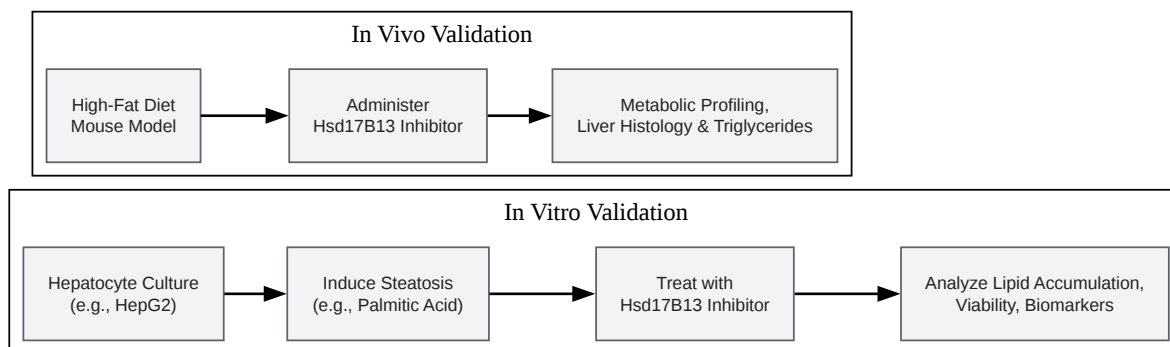 In Vivo Validation
High-Fat Diet
Mouse Model
Administer
Hsd17B13 Inhibitor
Metabolic Profiling,
Liver Histology & Triglycerides
In Vitro Validation
Hepatocyte Culture
(e.g., HepG2)
Induce Steatosis
(e.g., Palmitic Acid)
Treat with
Hsd17B13 Inhibitor
Analyze Lipid Accumulation,
Viability, Biomarkers